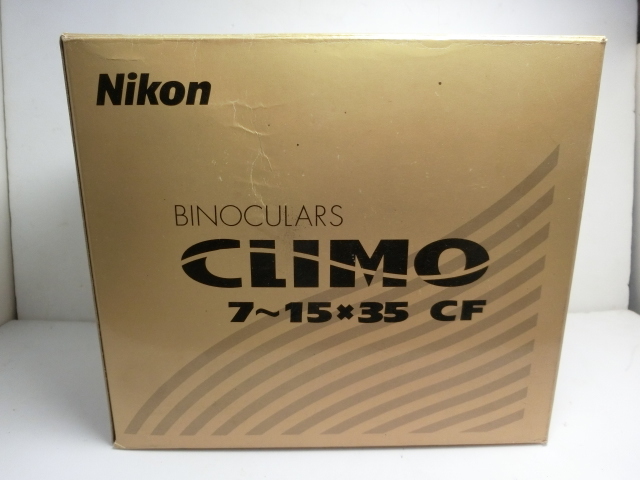 Nikon
BINOCULARS
CLIMO
7~15×35 CF